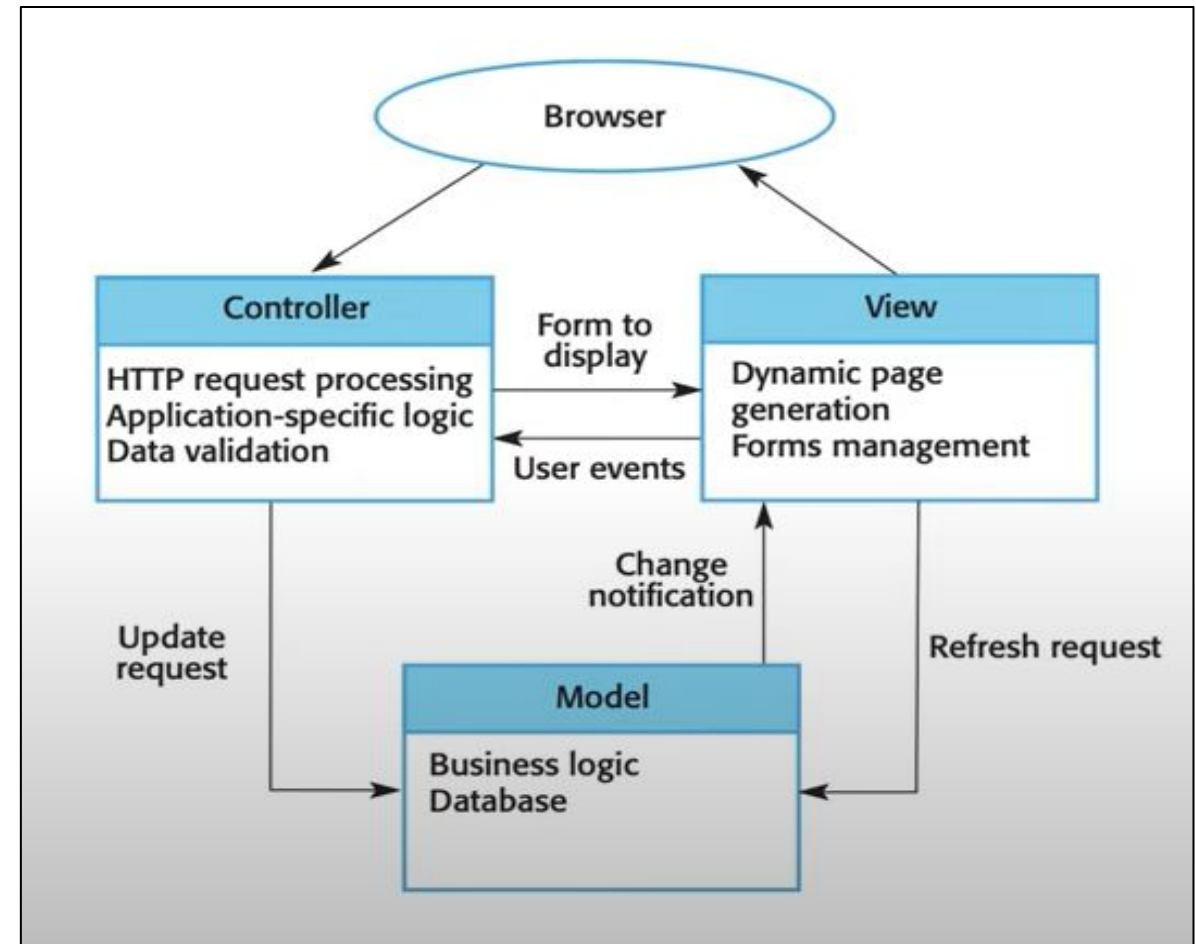 Browser
Controller
HTTP request processing
Application-specific logic
Data validation
Form to
display
User events
View
Dynamic page
generation
Forms management
Update
request
Change
notification
Refresh request
Model
Business logic
Database